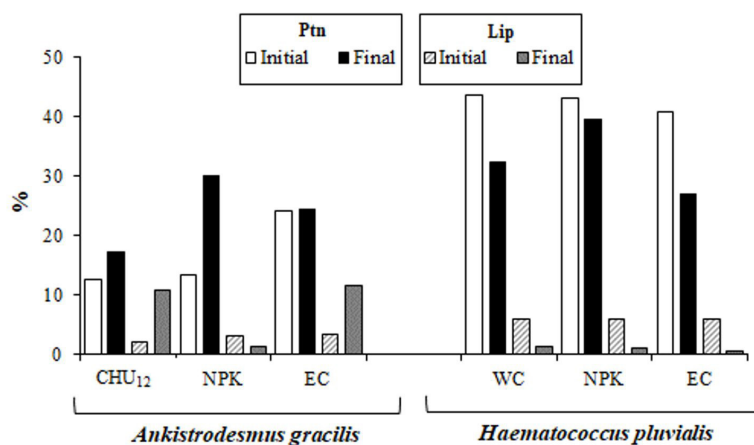 Ptn Lip
Initial Final Initial Final
50
40
30
20
10
0
%
CHU12 NPK EC WC NPK EC
Ankistrodesmus gracilis Haematococcus pluvialis